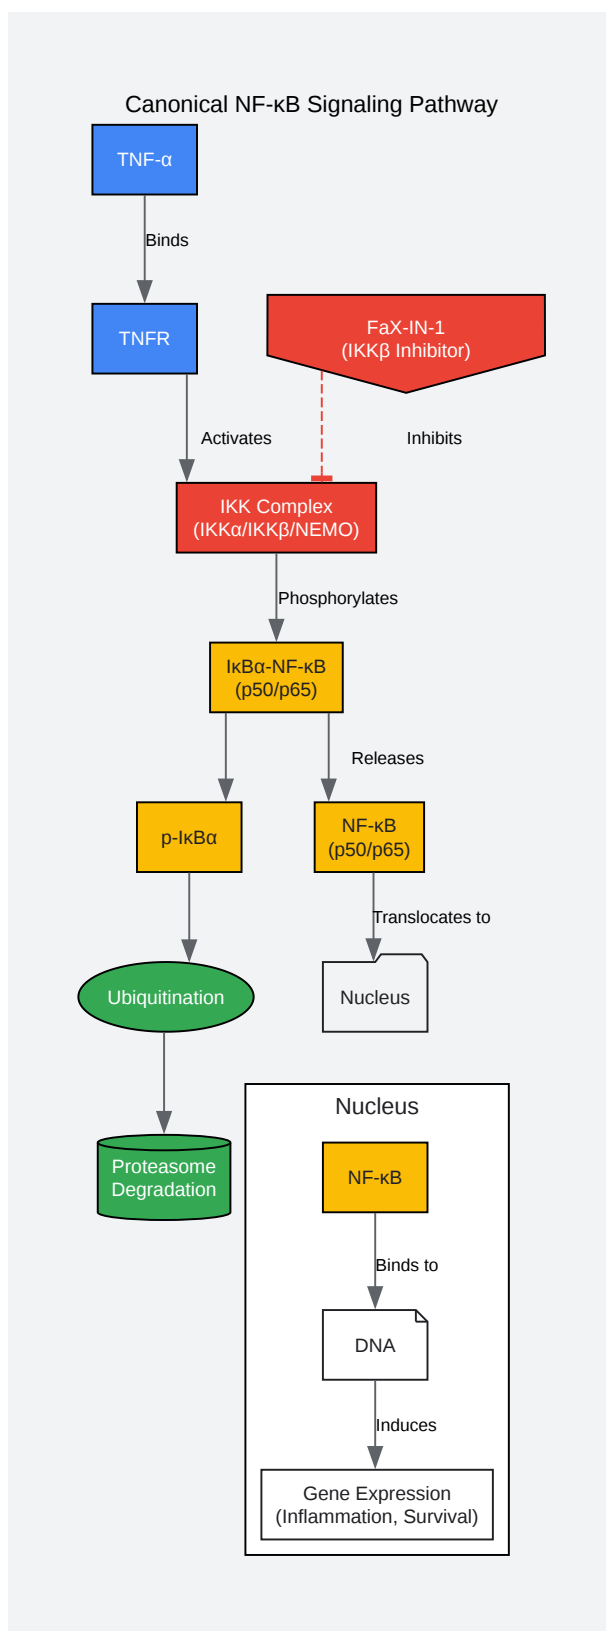 Canonical NF-κB Signaling Pathway
TNF-α
Binds
TNFR
FaX-IN-1
(IKKβ Inhibitor)
Activates
Inhibits
IKK Complex
(IKKα/IKKβ/NEMO)
Phosphorylates
IκBα-NF-κB
(p50/p65)
Releases
p-IκBα
NF-κB
(p50/p65)
Translocates to
Ubiquitination
Nucleus
Proteasome
Degradation
Nucleus
NF-κB
Binds to
DNA
Induces
Gene Expression
(Inflammation, Survival)